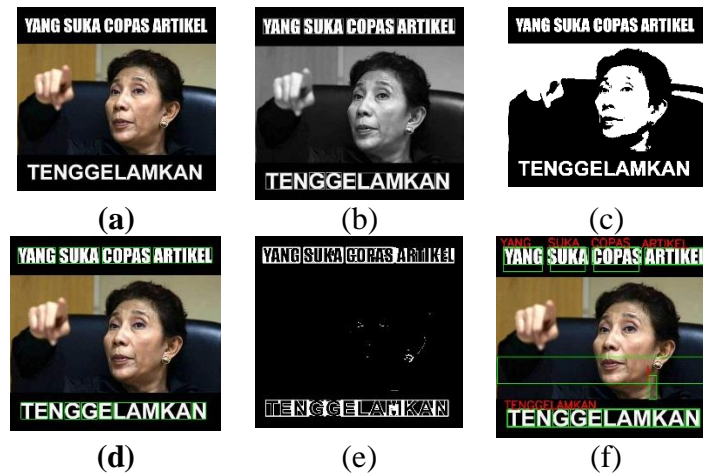 YANG SUKA COPAS ARTIKEL
TENGGELAMKAN
(a)
YANG SUKA COPAS ARTIKEL
TENGGELAMKAN
(b)
YANG SUKA COPAS ARTIKEL
TENGGELAMKAN
(c)
YANG SUKA COPAS ARTIKEL
TENGGELAMKAN
(d)
YANG SUKA COPAS ARTIKEL
TENGGELAMKAN
(e)
YANG SUKA COPAS ARTIKEL
YANG SUKA COPAS ARTIKEL
TENGGELAMKAN
TENGGELAMKAN
(f)